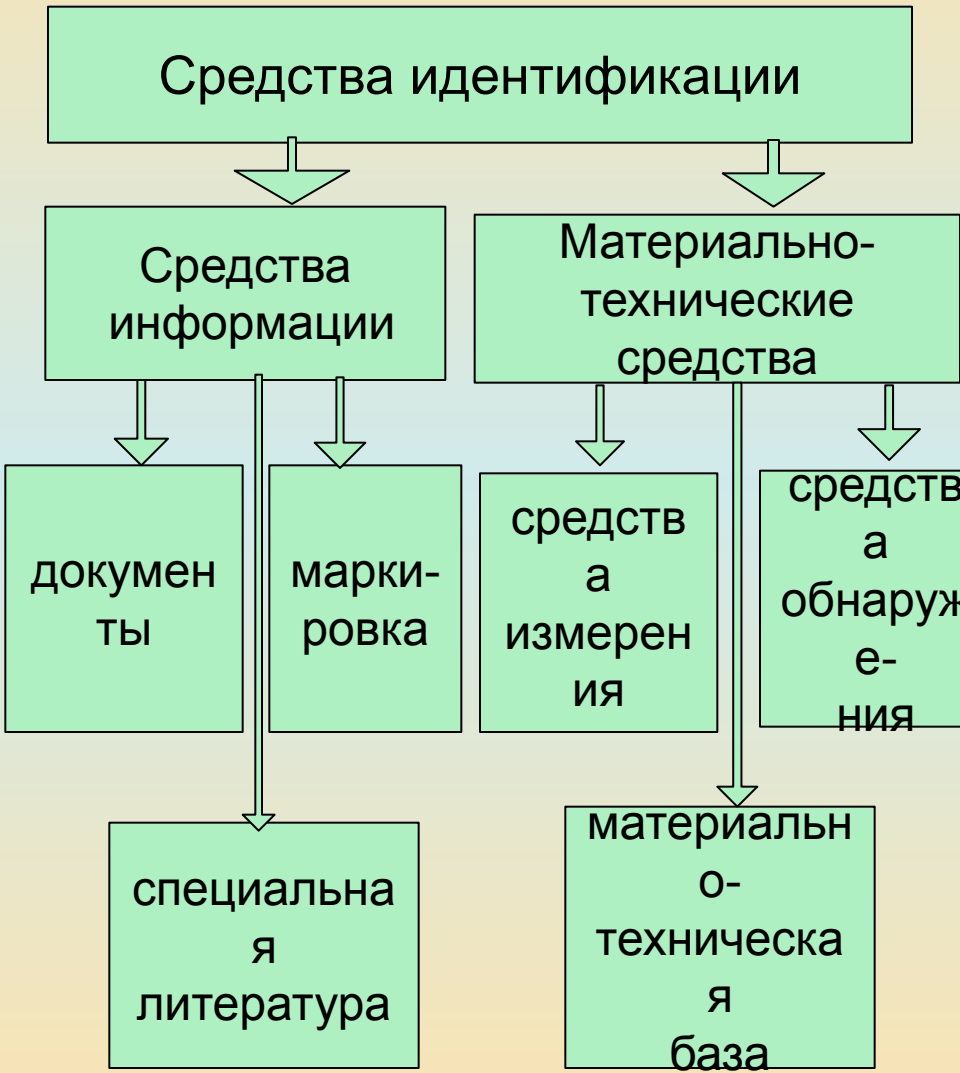 Средства идентификации
Средства
информации
Материально-
технические
средства
докумен
ты
марки-
ровка
средств
а
измерен
ия
средств
а
обнаруж
е-
ния
специальна
я
литература
материальн
о-
техническа
я
база